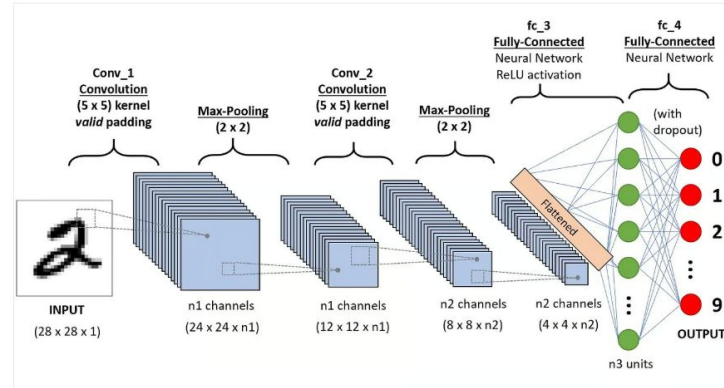 fc_3
Fully-Connected
Neural Network
ReLU activation
fc_4
Fully-Connected
Neural Network
Conv_1
Convolution
(5 x 5) kernel
valid padding
Max-Pooling
(2 x 2)
Conv_2
Convolution
(5 x 5) kernel
valid padding
Max-Pooling
(2 x 2)
(with
dropout)
2
Flattened
0
1
2
9
INPUT
(28 x 28 x 1)
n1 channels
(24 x 24 x n1)
n1 channels
(12 x 12 x n1)
n2 channels
(8 x 8 x n2)
n2 channels
(4 x 4 x n2)
OUTPUT
n3 units